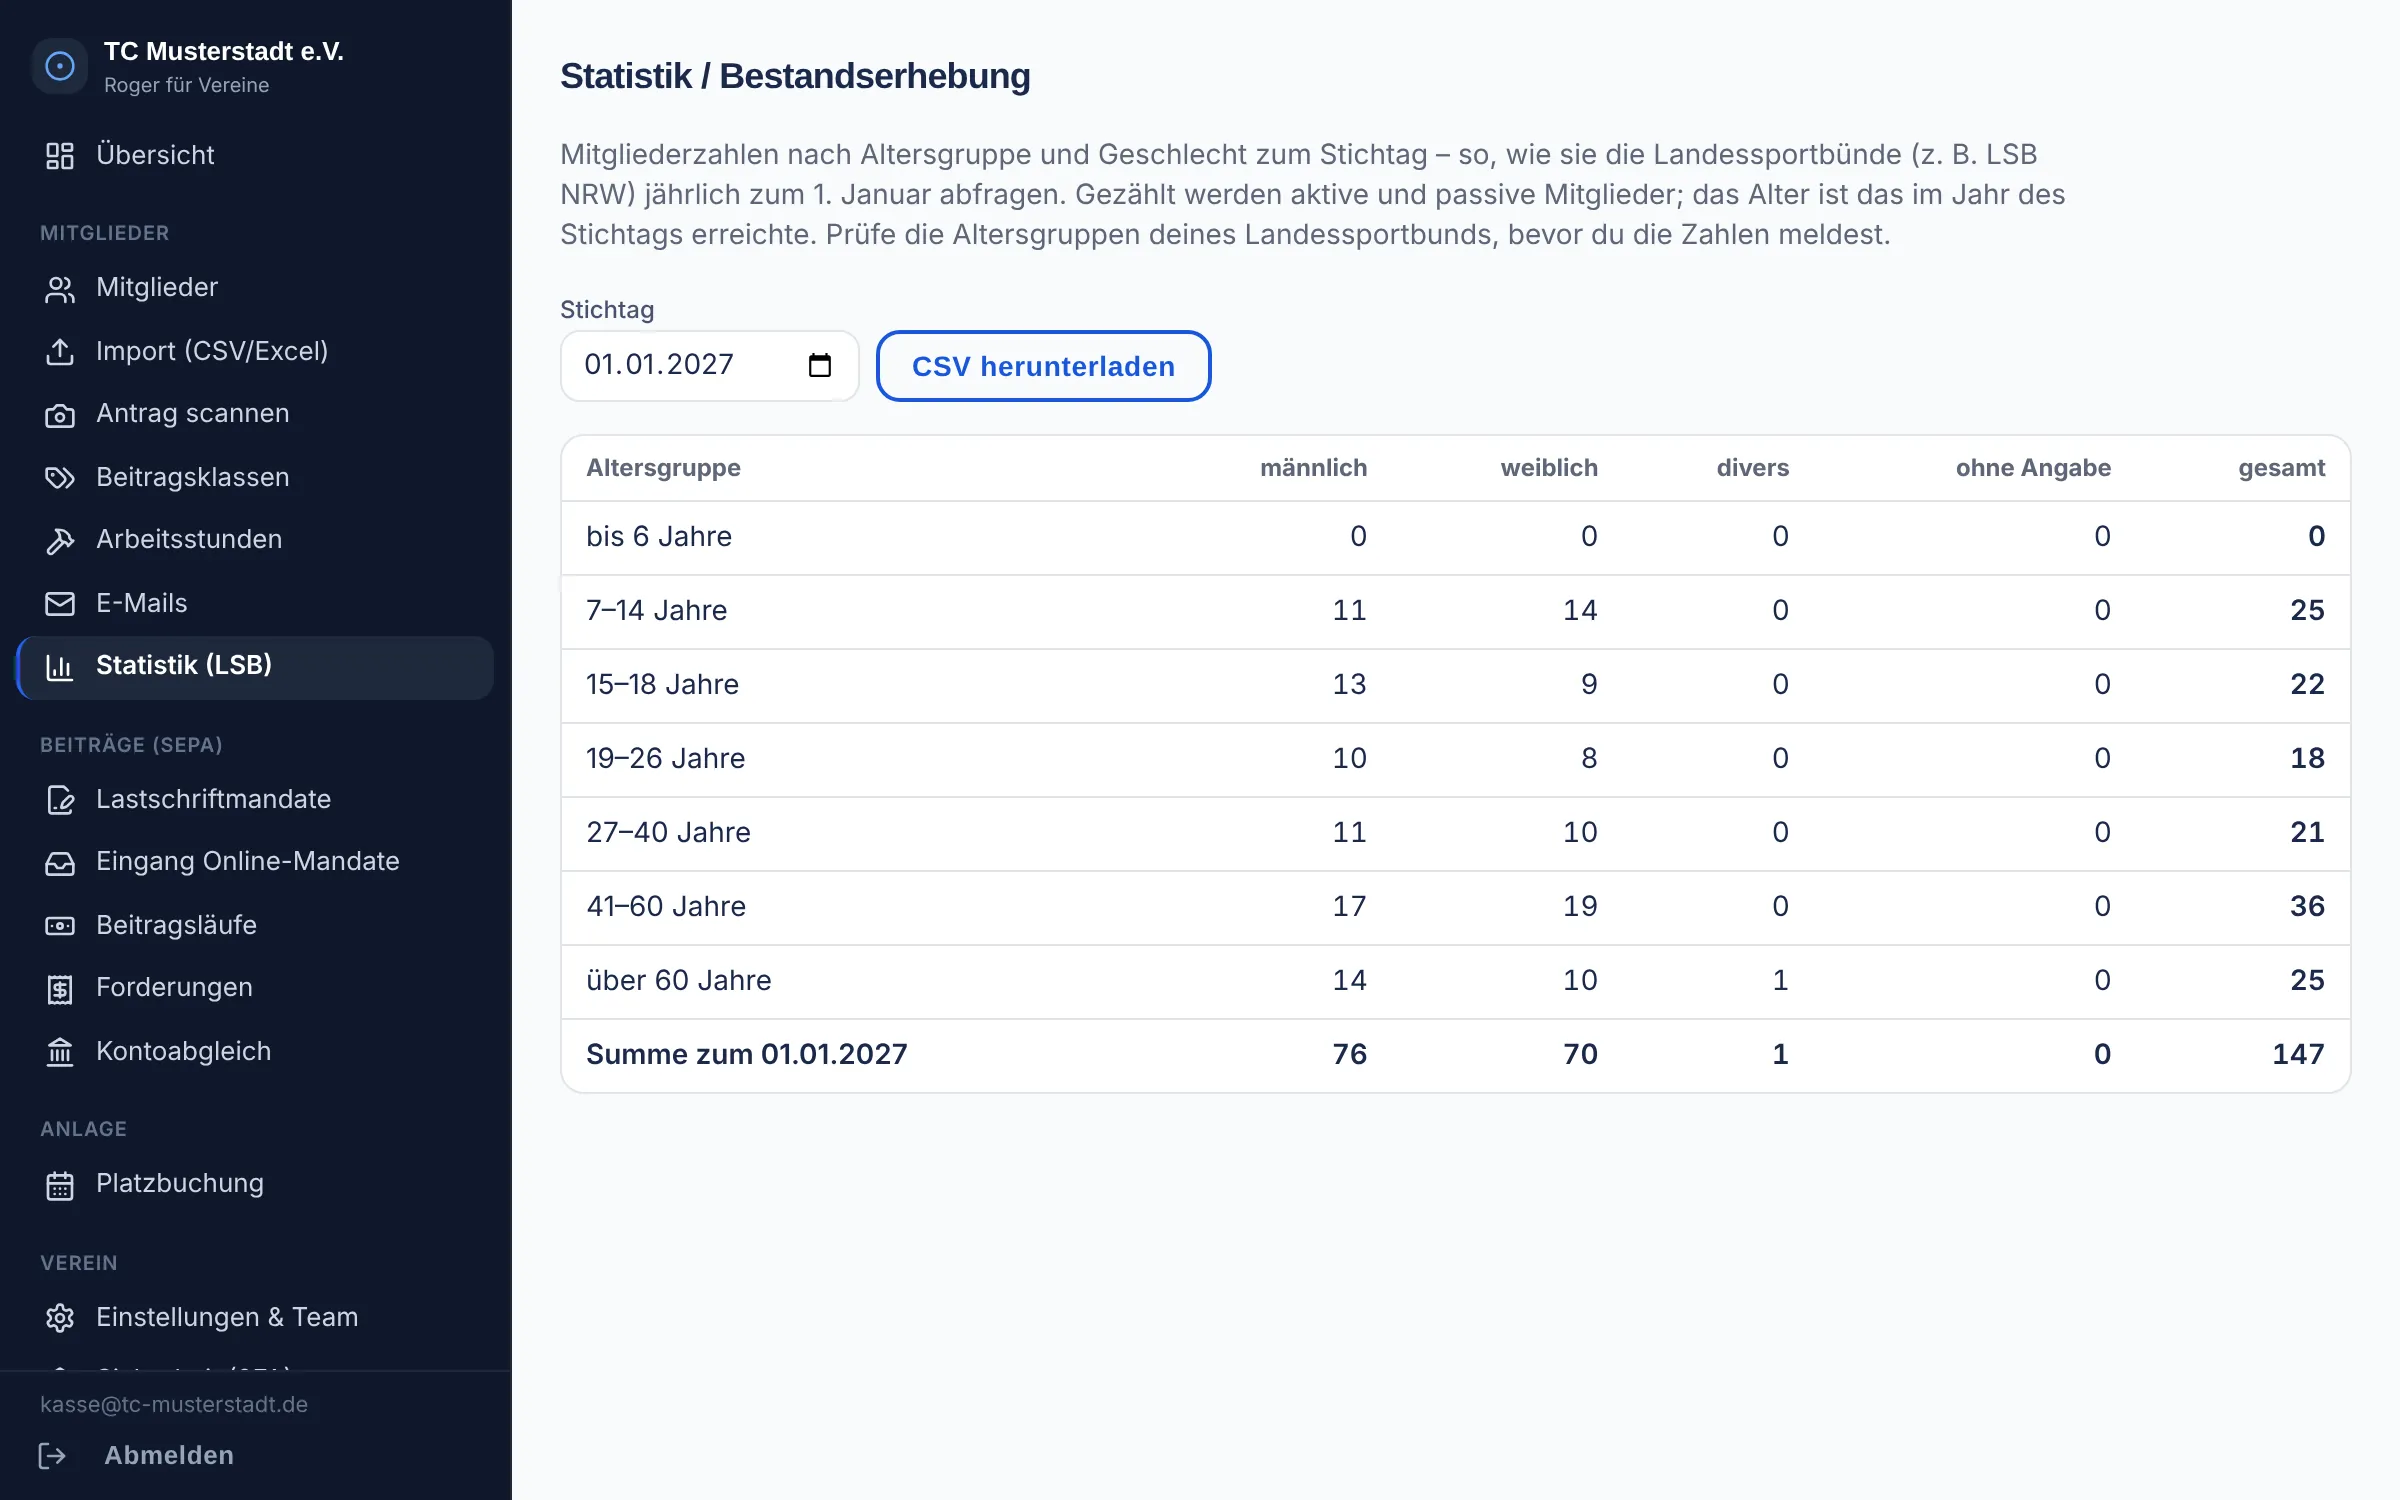 TC Musterstadt e.V.
Roger für Vereine
Übersicht
MITGLIEDER
Mitglieder
Import (CSV/Excel)
Antrag scannen
Beitragsklassen
Arbeitsstunden
E-Mails
Statistik (LSB)
BEITRÄGE (SEPA)
Lastschriftmandate
Eingang Online-Mandate
Beitragsläufe
Forderungen
Kontoabgleich
ANLAGE
Platzbuchung
VEREIN
Einstellungen & Team
kasse@tc-musterstadt.de
Abmelden
Statistik / Bestandserhebung
Mitgliederzahlen nach Altersgruppe und Geschlecht zum Stichtag – so, wie sie die Landessportbünde (z. B. LSB
NRW) jährlich zum 1. Januar abfragen. Gezählt werden aktive und passive Mitglieder; das Alter ist das im Jahr des
Stichtags erreichte. Prüfe die Altersgruppen deines Landessportbunds, bevor du die Zahlen meldest.
Stichtag
01.01.2027 CSV herunterladen
Altersgruppe männlich weiblich divers ohne Angabe gesamt
bis 6 Jahre 0 0 0 0 0
7–14 Jahre 11 14 0 0 25
15–18 Jahre 13 9 0 0 22
19–26 Jahre 10 8 0 0 18
27–40 Jahre 11 10 0 0 21
41–60 Jahre 17 19 0 0 36
über 60 Jahre 14 10 1 0 25
Summe zum 01.01.2027 76 70 1 0 147